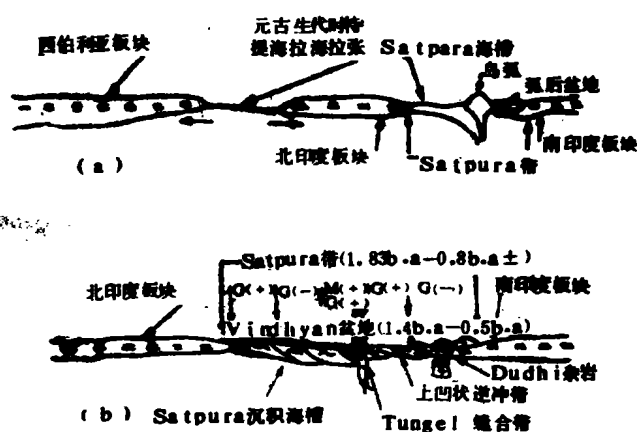 元古生代时特
提海拉海拉张
西伯利亚板块
Satpara海槽
岛弧
弧后盆地
北印度板块
Satpura带
南印度板块
(a)
Satpura带(1.83b.a-0.8b.a±)
北印度板块
G(+) G(-) M(+) G(+) G(-)
G(+)
南印度板块
Virdhyan盆地(1.4b.a-0.5b.a)
Dudhi杂岩
上凹状逆冲带
(b)
Satpura沉积海槽
Tungel 缝合带